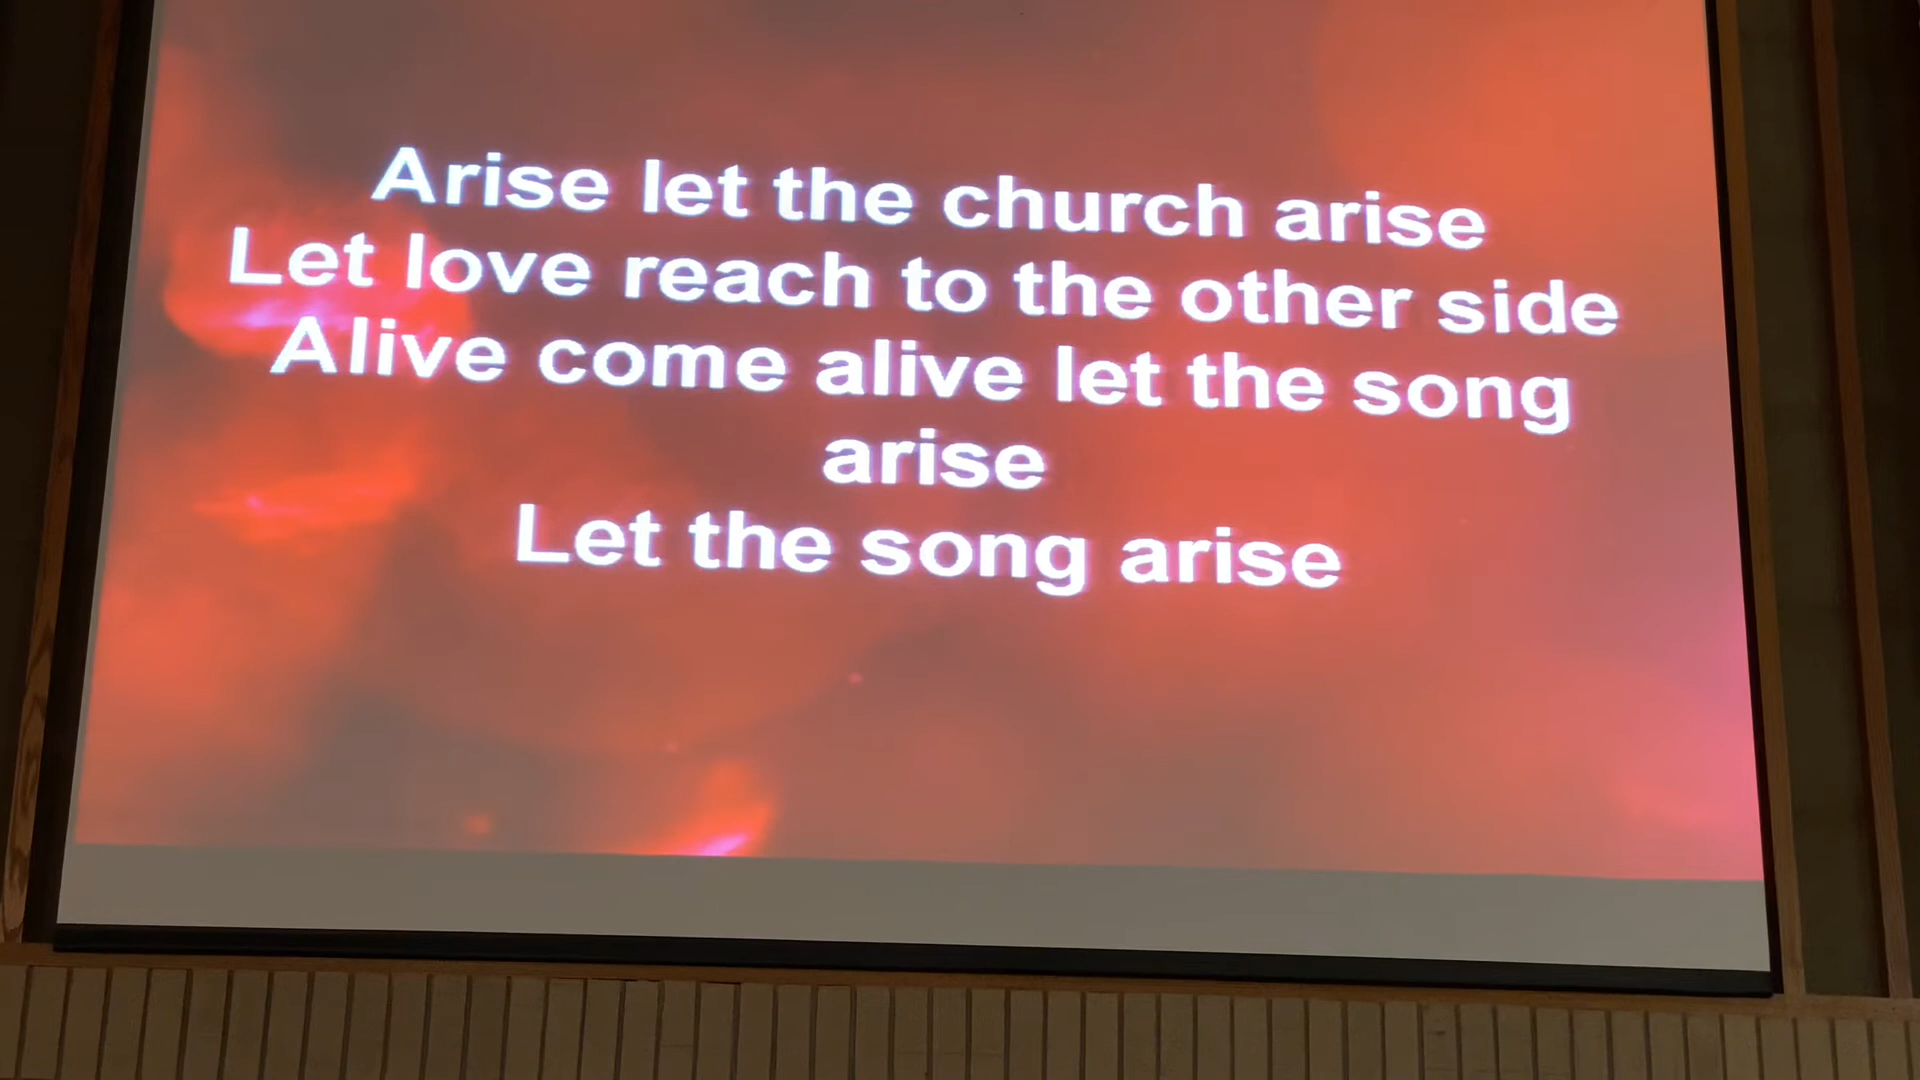 Arise let the church arise
Let love reach to the other side
Alive come alive let the song
arise
Let the song arise